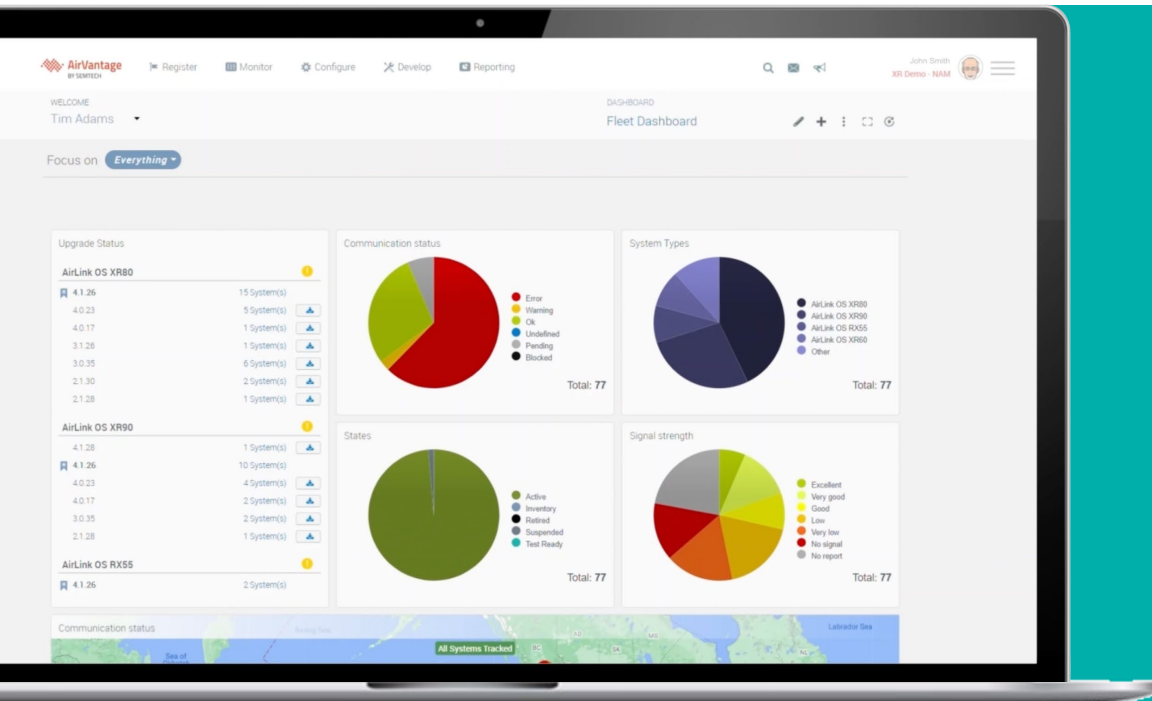 AirVantage
BY SEMTECH
Register
Monitor
Configure
Develop
Reporting
John Smith
XR Demo - NAM
WELCOME
Tim Adams
DASHBOARD
Fleet Dashboard
Focus on Everything
Upgrade Status
AirLink OS XR80
4.1.26 15 System(s)
4.0.23 5 System(s)
4.0.17 1 System(s)
3.1.26 1 System(s)
3.0.35 6 System(s)
2.1.30 2 System(s)
2.1.28 1 System(s)
AirLink OS XR90
4.1.28 1 System(s)
4.1.26 10 System(s)
4.0.23 4 System(s)
4.0.17 2 System(s)
3.0.35 2 System(s)
2.1.28 1 System(s)
AirLink OS RX55
4.1.26 2 System(s)
Communication status
Error
Warning
Ok
Undefined
Pending
Blocked
Total: 77
System Types
AirLink OS XR80
AirLink OS XR90
AirLink OS RX55
AirLink OS XR60
Other
Total: 77
States
Active
Inventory
Retired
Suspended
Test Ready
Total: 77
Signal strength
Excellent
Very good
Good
Low
Very low
No signal
No report
Total: 77
Communication status
All Systems Tracked
Sea of
AB
BC
SK
MB
NL
Labrador Sea